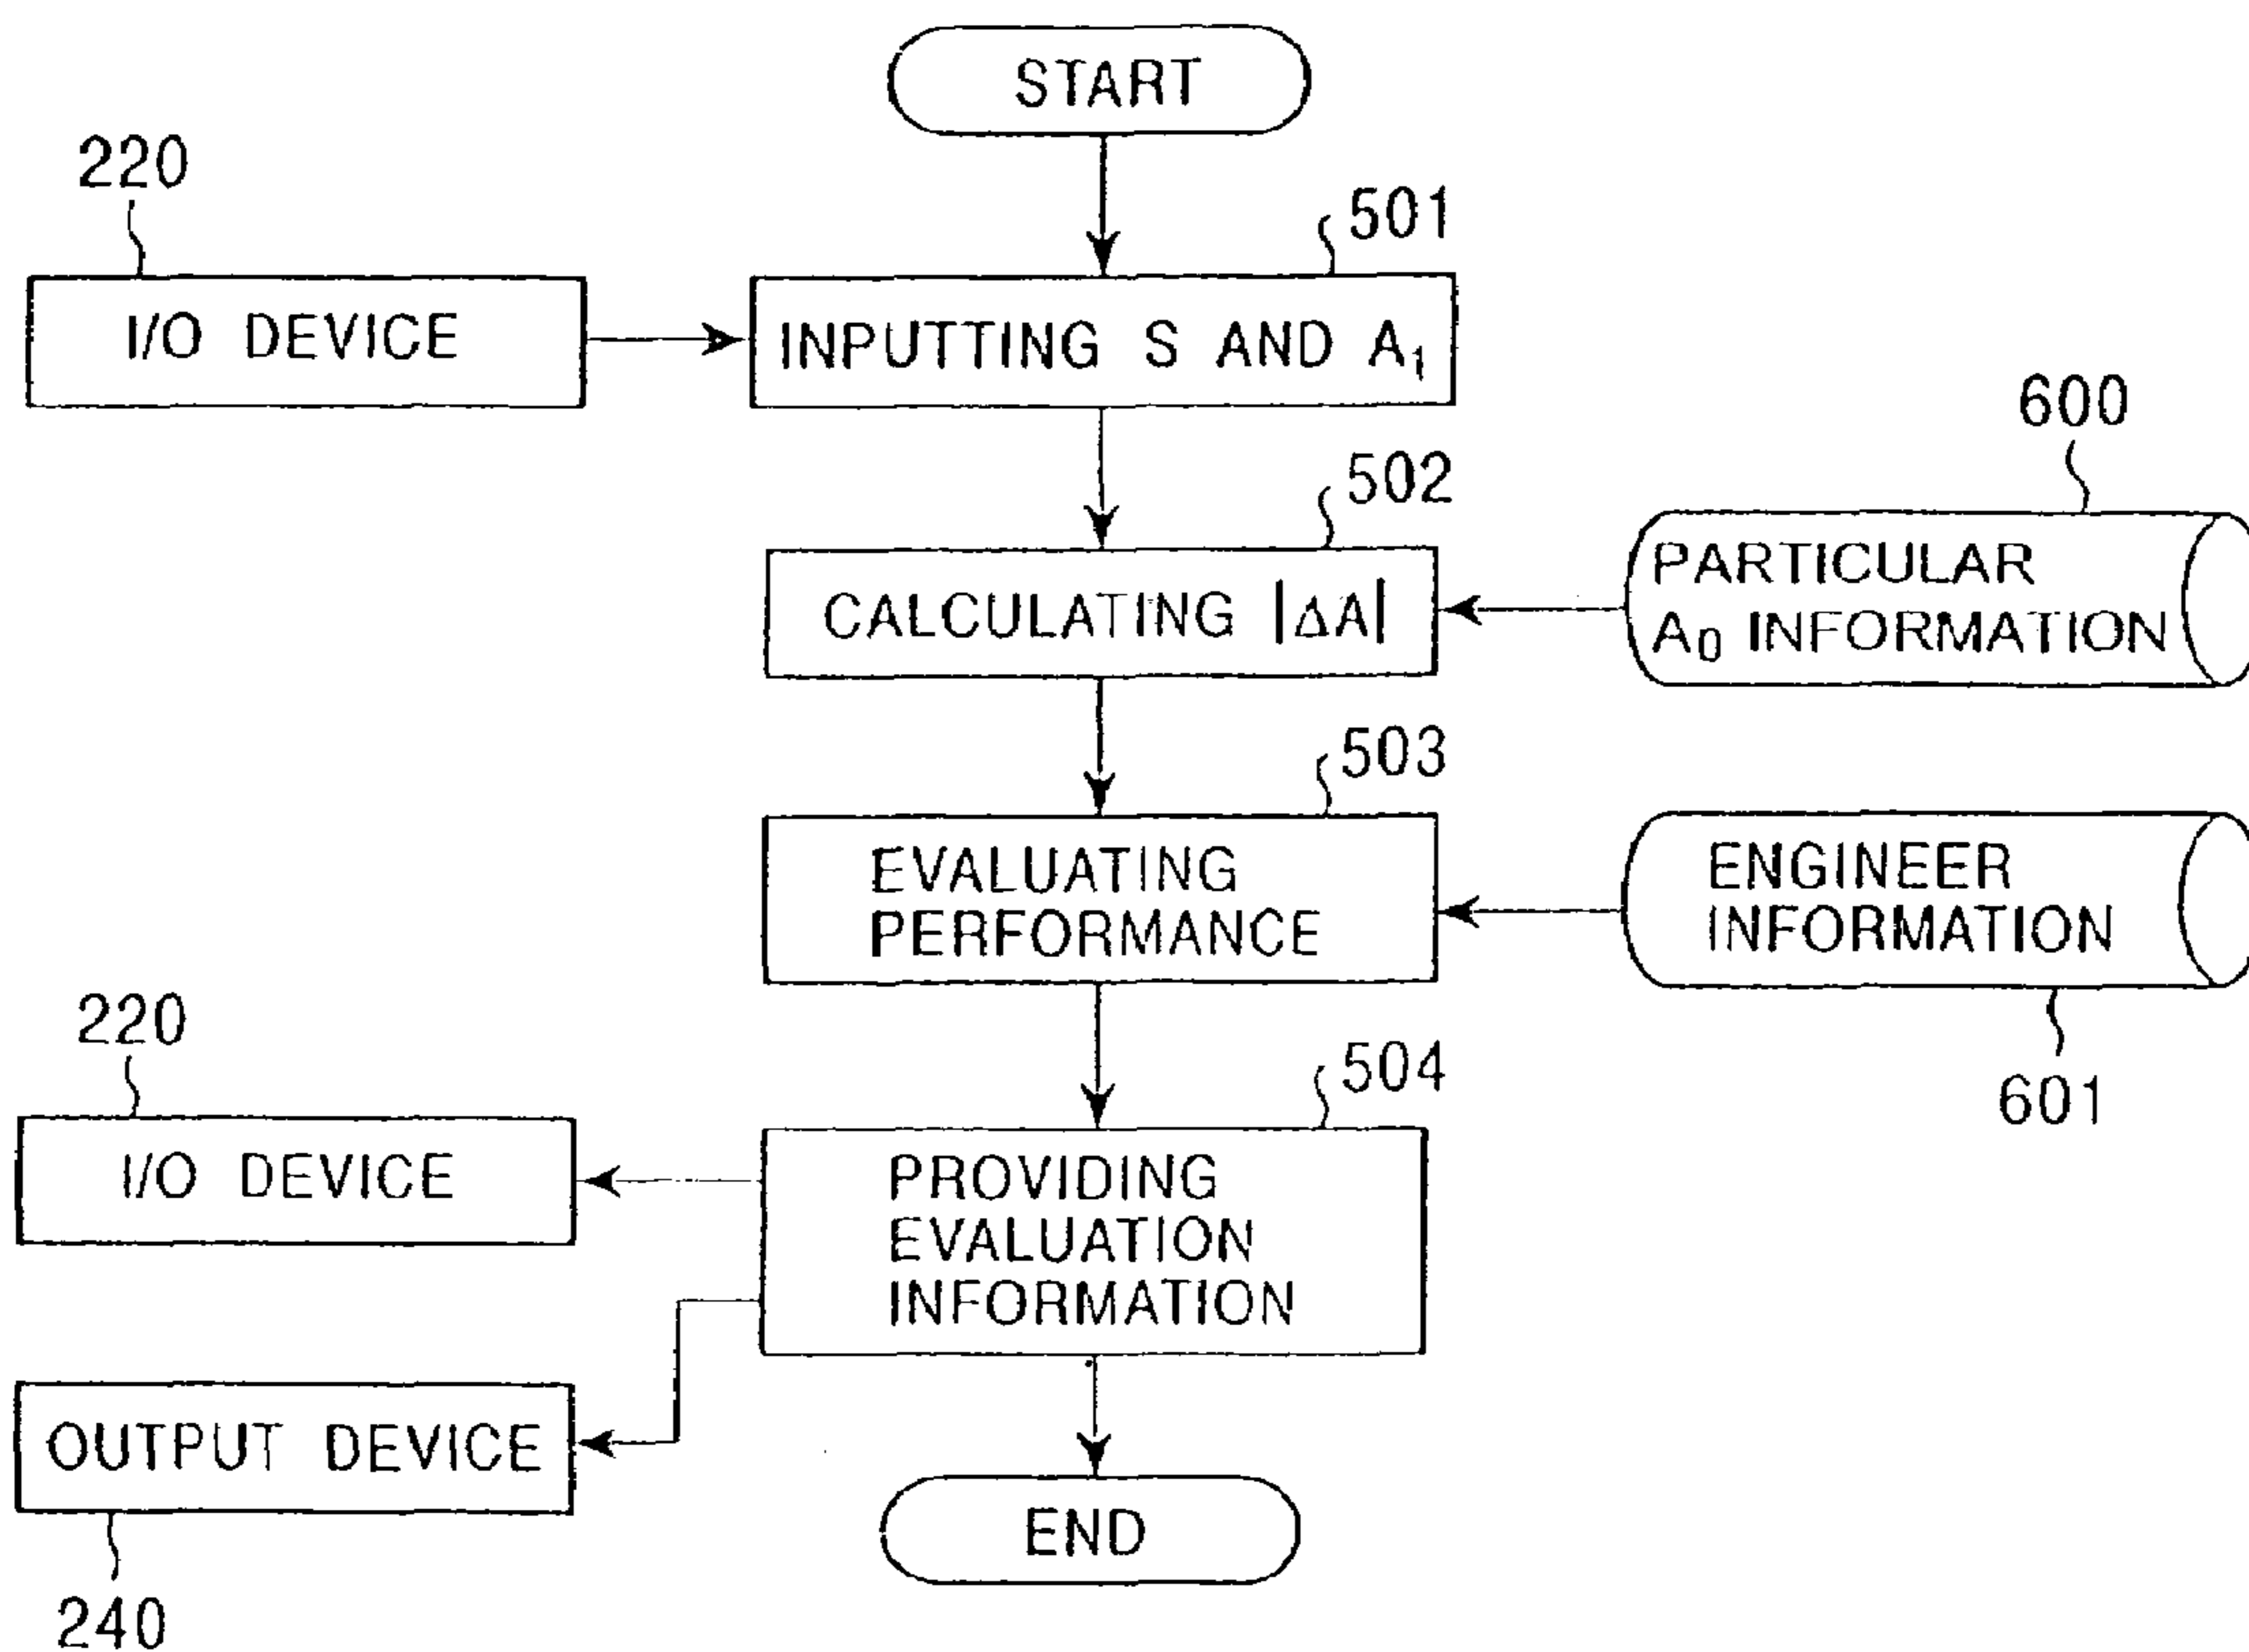 START
220
501
I/O DEVICE
INPUTTING S AND A₁
600
502
CALCULATING |ΔA|
PARTICULAR
A₀ INFORMATION
503
EVALUATING
PERFORMANCE
ENGINEER
INFORMATION
601
220
504
I/O DEVICE
PROVIDING
EVALUATION
INFORMATION
OUTPUT DEVICE
240
END